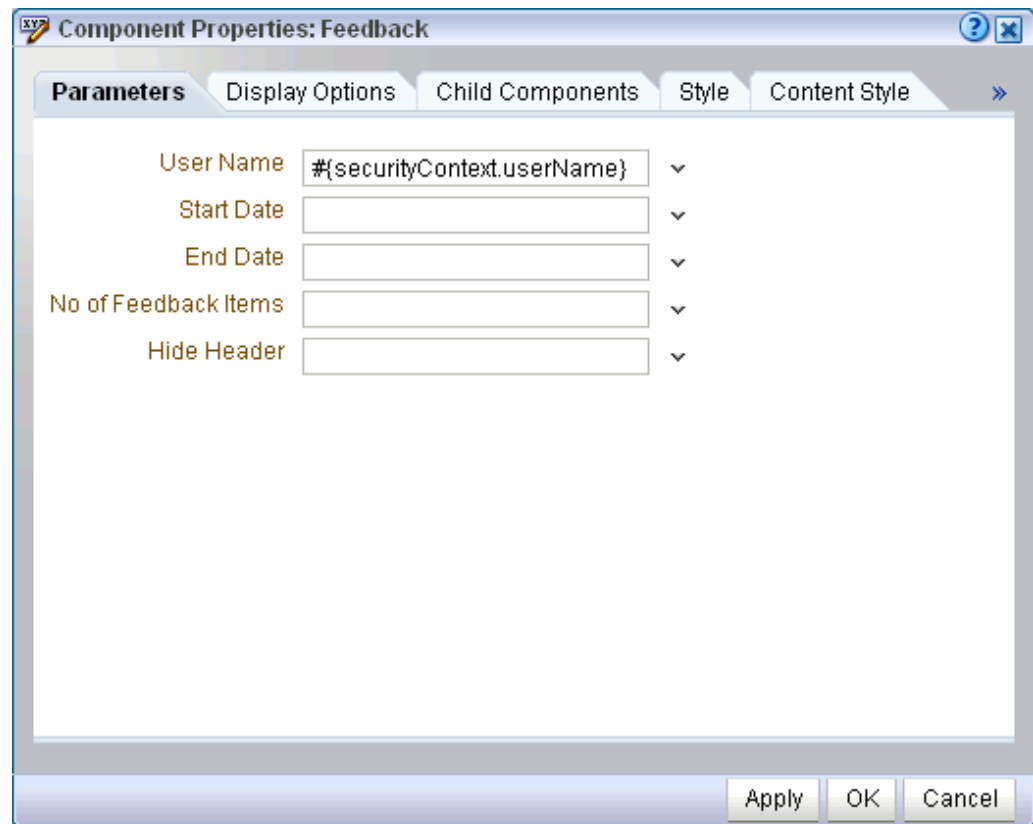 Component Properties: Feedback
Parameters Display Options Child Components Style Content Style »
User Name #{securityContext.userName}
Start Date
End Date
No of Feedback Items
Hide Header
Apply OK Cancel